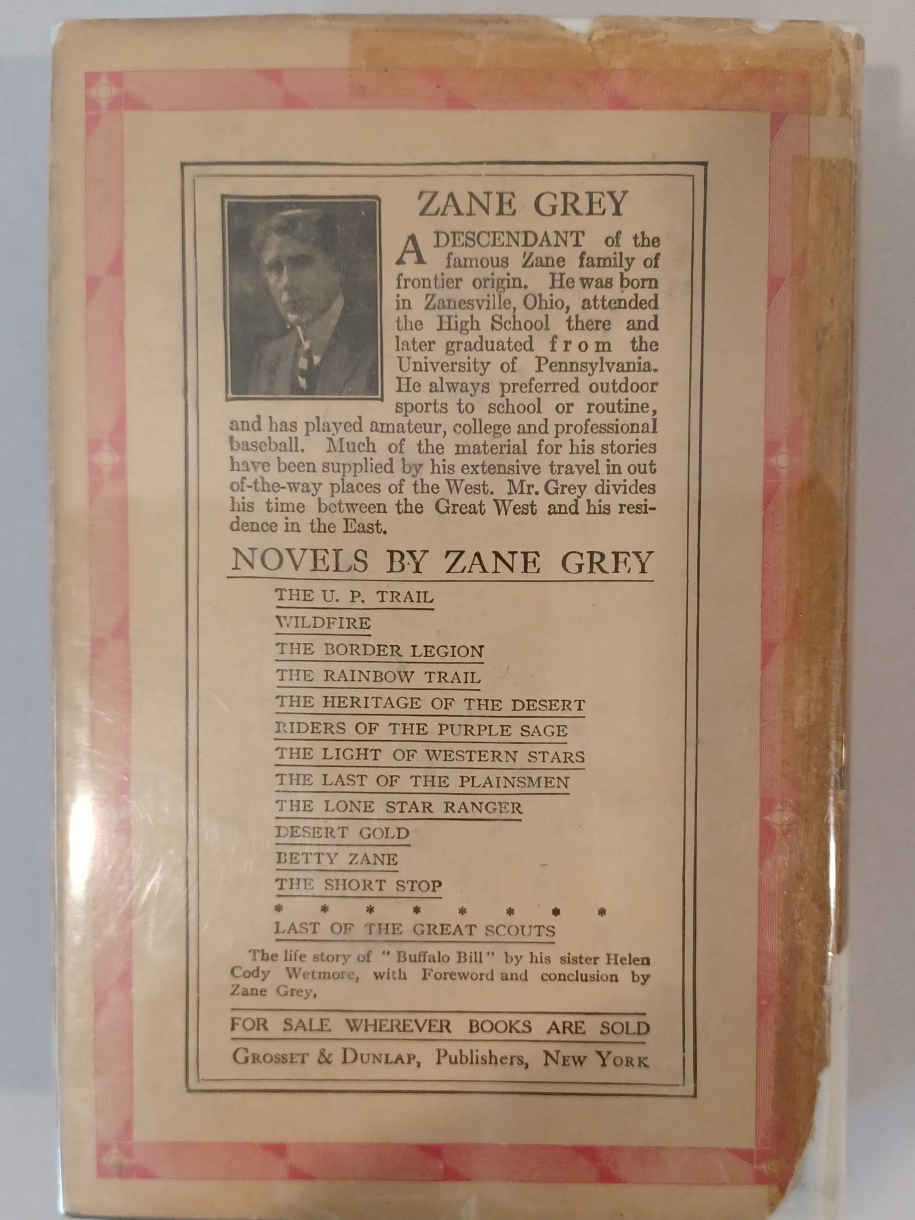 ZANE GREY
A DESCENDANT of the
famous Zane family of
frontier origin. He was born
in Zanesville, Ohio, attended
the High School there and
later graduated from the
University of Pennsylvania.
He always preferred outdoor
sports to school or routine,
and has played amateur, college and professional
baseball. Much of the material for his stories
have been supplied by his extensive travel in out
of-the-way places of the West. Mr. Grey divides
his time between the Great West and his resi-
dence in the East.
NOVELS BY ZANE GREY
THE U. P. TRAIL
WILDFIRE
THE BORDER LEGION
THE RAINBOW TRAIL
THE HERITAGE OF THE DESERT
RIDERS OF THE PURPLE SAGE
THE LIGHT OF WESTERN STARS
THE LAST OF THE PLAINSMEN
THE LONE STAR RANGER
DESERT GOLD
BETTY ZANE
THE SHORT STOP
* * * * * * * *
LAST OF THE GREAT SCOUTS
The life story of "Buffalo Bill" by his sister Helen
Cody Wetmore, with Foreword and conclusion by
Zane Grey,
FOR SALE WHEREVER BOOKS ARE SOLD
GROSSET & DUNLAP, Publishers, NEW YORK